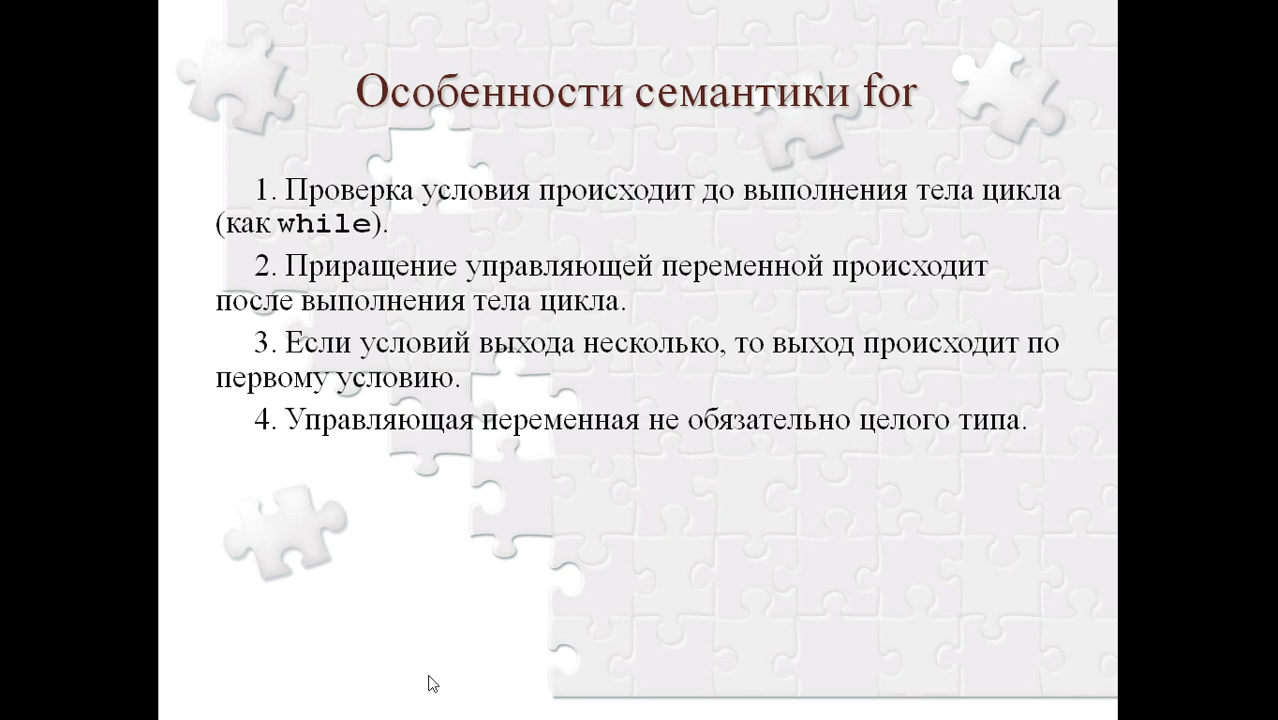 Особенности семантики for
1. Проверка условия происходит до выполнения тела цикла
(как while).
2. Приращение управляющей переменной происходит
после выполнения тела цикла.
3. Если условий выхода несколько, то выход происходит по
первому условию.
4. Управляющая переменная не обязательно целого типа.